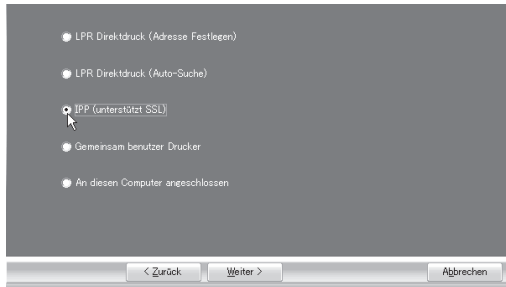 LPR Direktdruck (Adresse Festlegen)
LPR Direktdruck (Auto-Suche)
IPP (unterstützt SSL)
Gemeinsam benutzer Drucker
An diesen Computer angeschlossen
< Zurück Weiter > Abbrechen